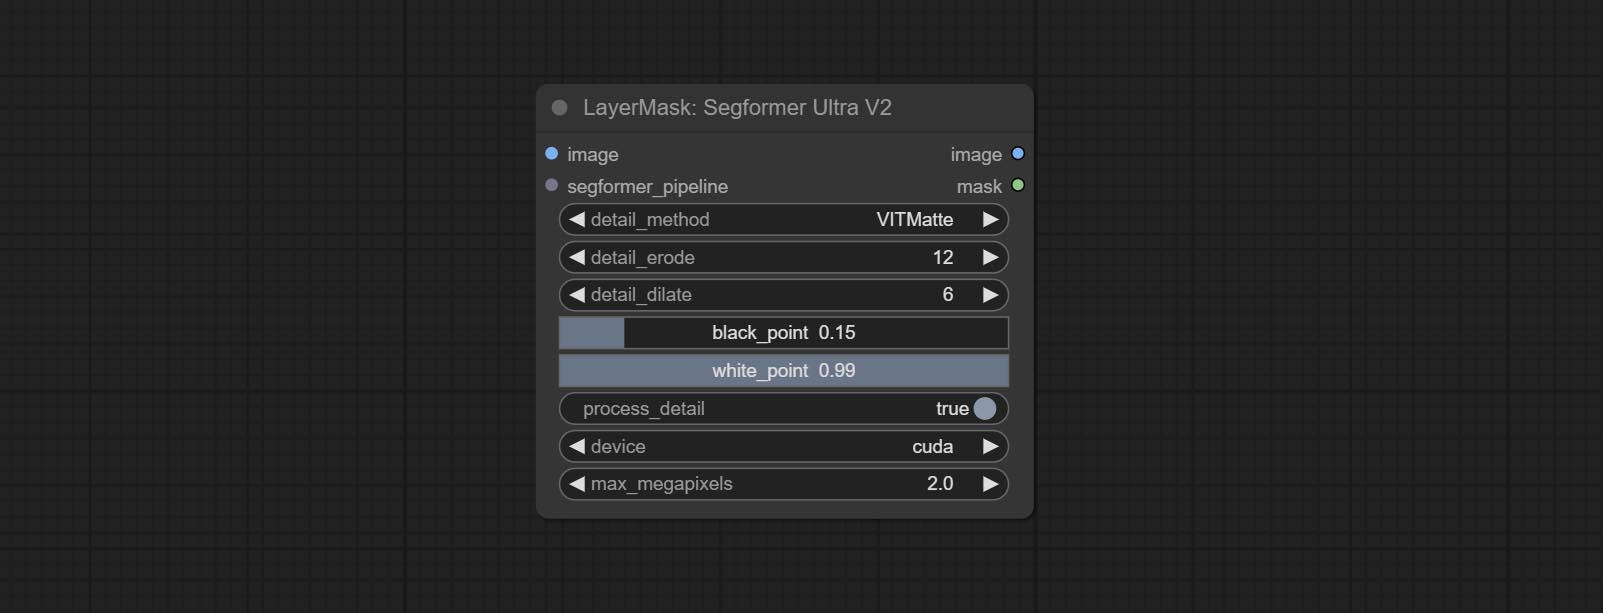 LayerMask: Segformer Ultra V2
image image
segformer_pipeline mask
detail_method VITMatte
detail_erode 12
detail_dilate 6
black_point 0.15
white_point 0.99
process_detail true
device cuda
max_megapixels 2.0